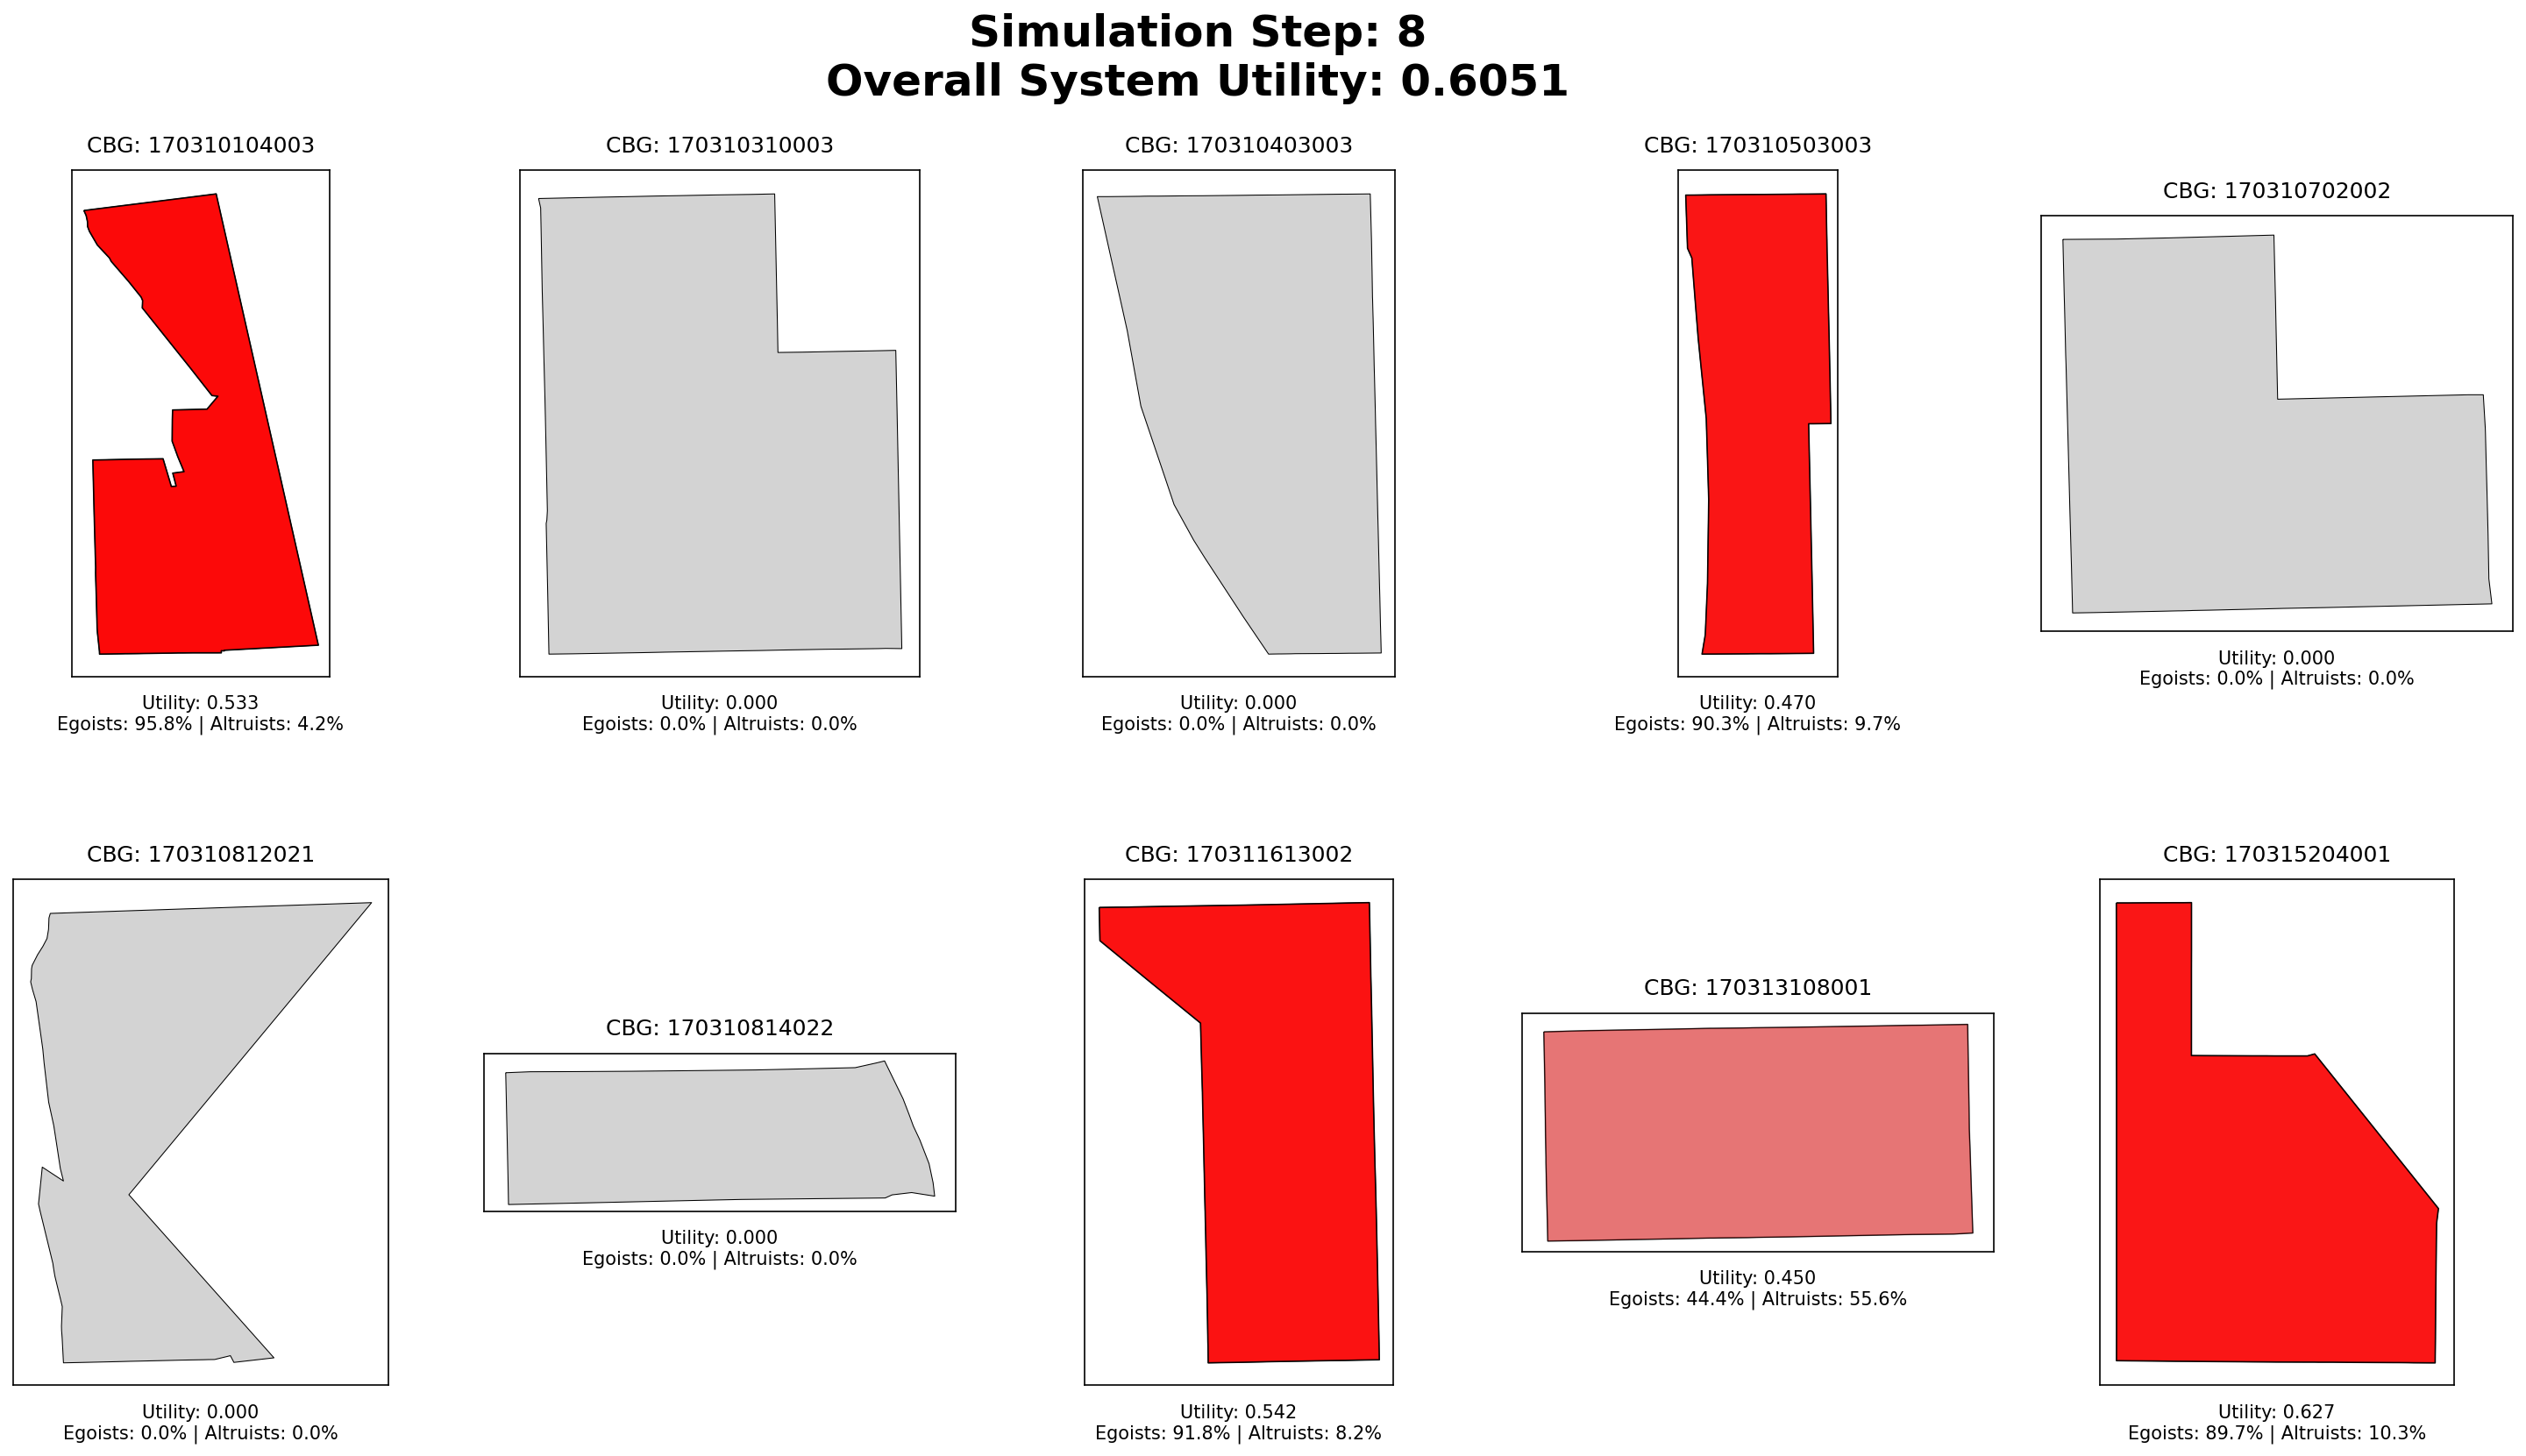 Simulation Step: 8
Overall System Utility: 0.6051
CBG: 170310104003
Utility: 0.533
Egoists: 95.8% | Altruists: 4.2%
CBG: 170310310003
Utility: 0.000
Egoists: 0.0% | Altruists: 0.0%
CBG: 170310403003
Utility: 0.000
Egoists: 0.0% | Altruists: 0.0%
CBG: 170310503003
Utility: 0.470
Egoists: 90.3% | Altruists: 9.7%
CBG: 170310702002
Utility: 0.000
Egoists: 0.0% | Altruists: 0.0%
CBG: 170310812021
Utility: 0.000
Egoists: 0.0% | Altruists: 0.0%
CBG: 170310814022
Utility: 0.000
Egoists: 0.0% | Altruists: 0.0%
CBG: 170311613002
Utility: 0.542
Egoists: 91.8% | Altruists: 8.2%
CBG: 170313108001
Utility: 0.450
Egoists: 44.4% | Altruists: 55.6%
CBG: 170315204001
Utility: 0.627
Egoists: 89.7% | Altruists: 10.3%